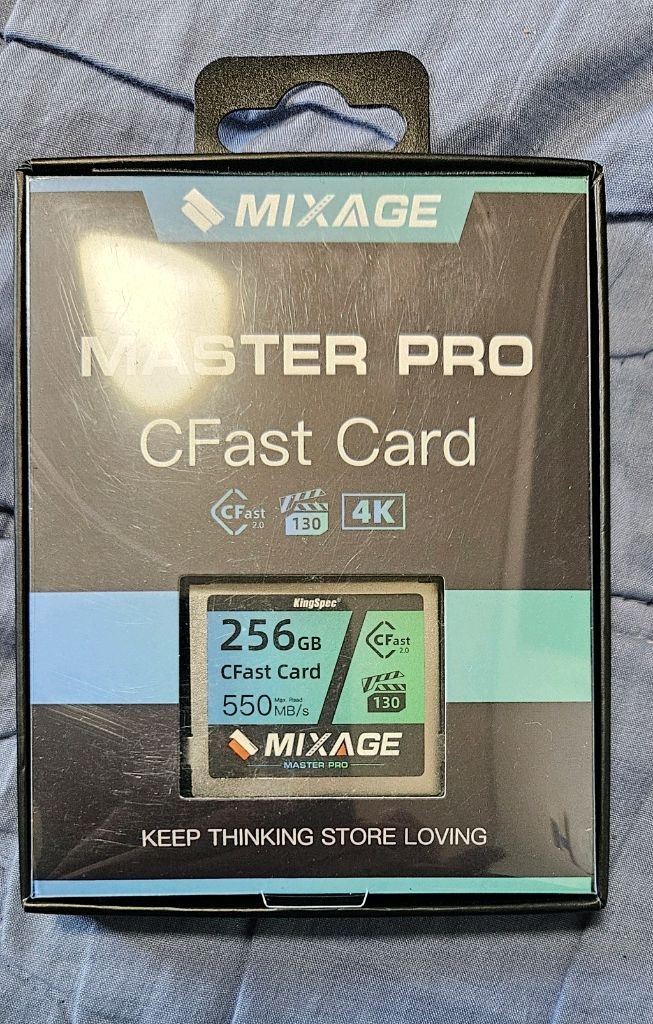 MIXAGE
MASTER PRO
CFast Card
CFast 2.0
130
4K
KingSpec®
256GB
CFast Card
550 Max Read MB/s
CFast 2.0
130
MIXAGE
MASTER PRO
KEEP THINKING STORE LOVING